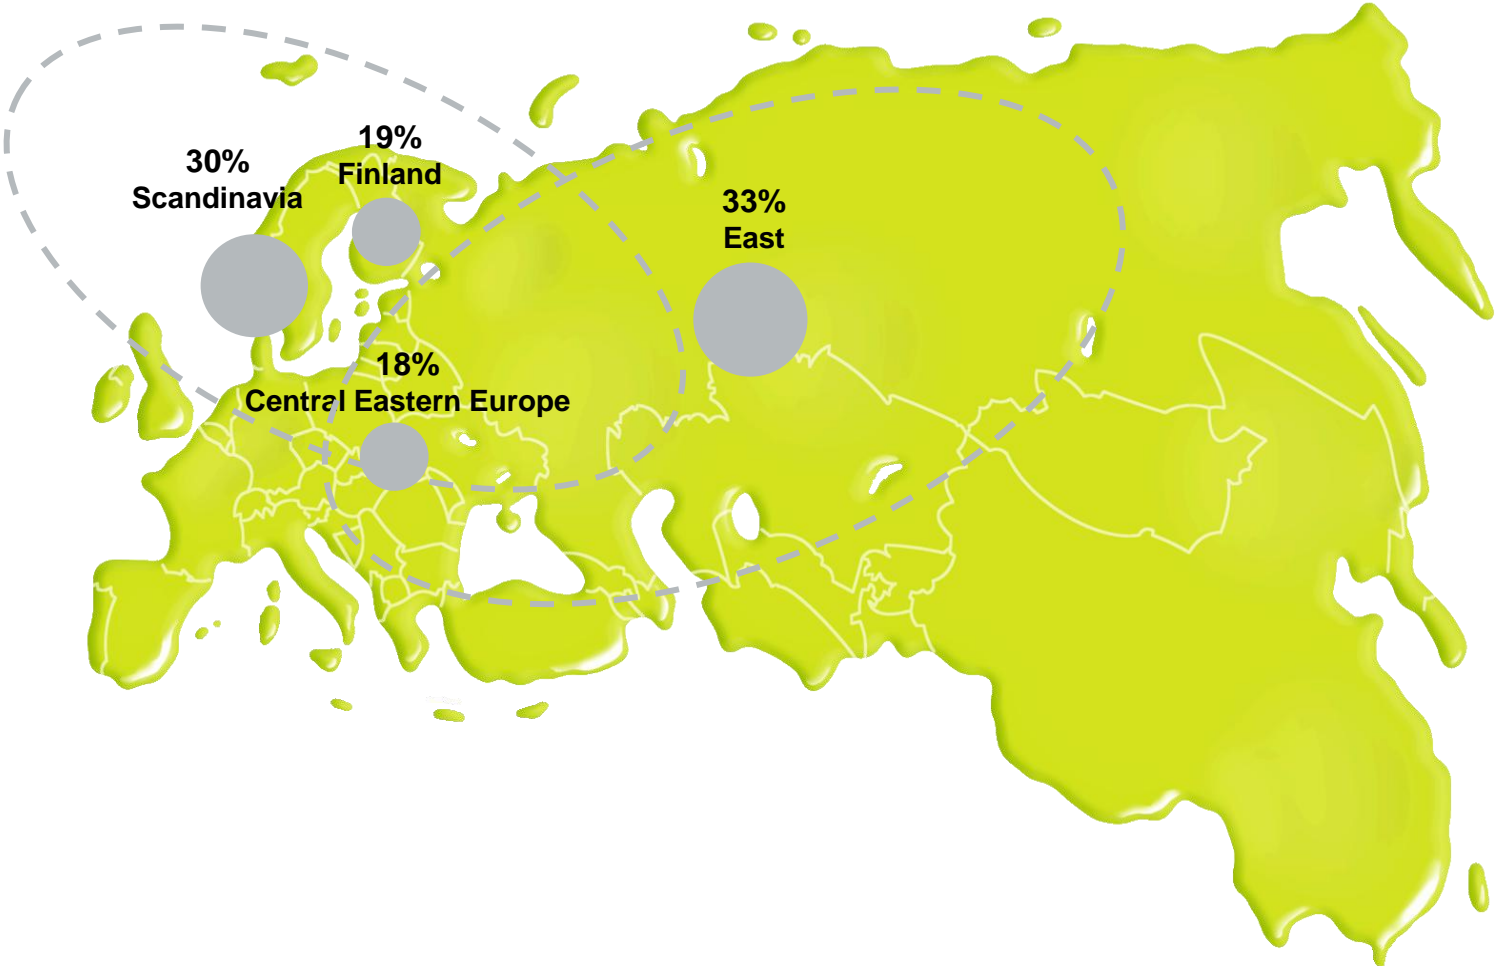 19%
Finland
30%
Scandinavia
33%
East
18%
Central Eastern Europe